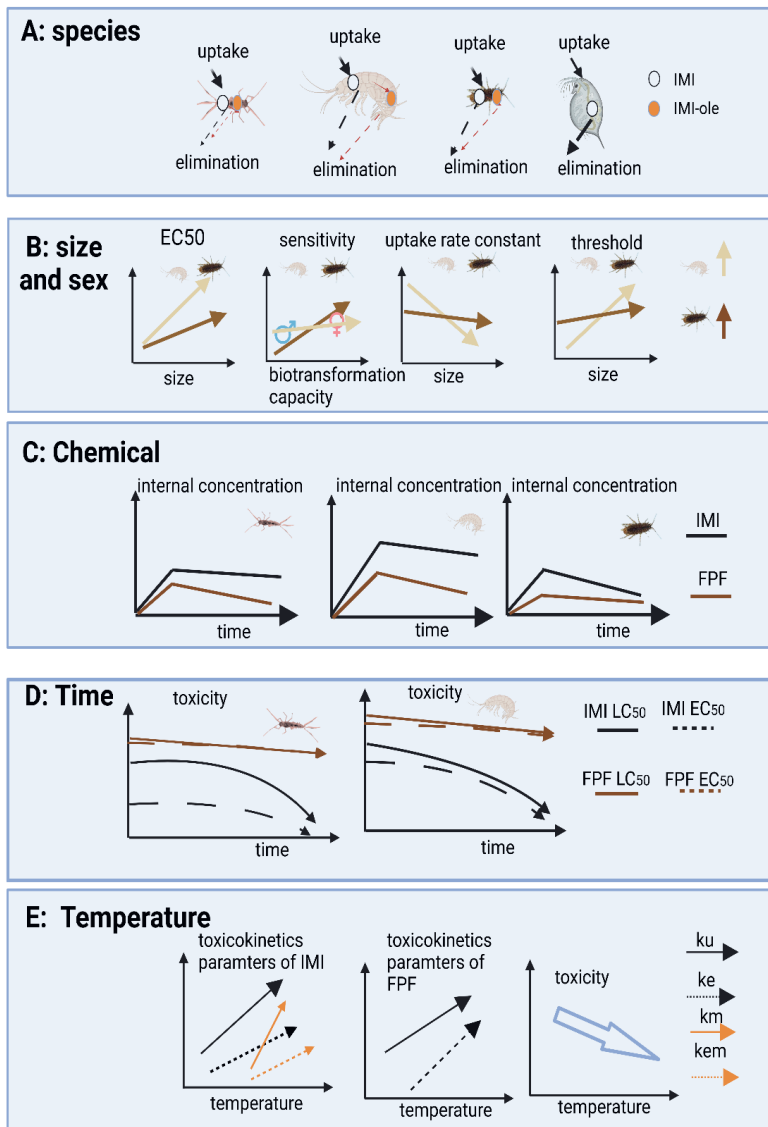 A: species
uptake
uptake
uptake
uptake
IMI
IMI-ole
elimination
elimination
elimination
elimination
B: size
and sex
EC50
sensitivity
uptake rate constant
threshold
size
biotransformation
capacity
size
size
C: Chemical
internal concentration
internal concentration
internal concentration
IMI
FPF
time
time
time
D: Time
toxicity
toxicity
IMI LC50
IMI EC50
FPF LC50
FPF EC50
time
time
E: Temperature
toxicokinetics
paramters of IMI
toxicokinetics
paramters of
FPF
toxicity
ku
ke
km
kem
temperature
temperature
temperature